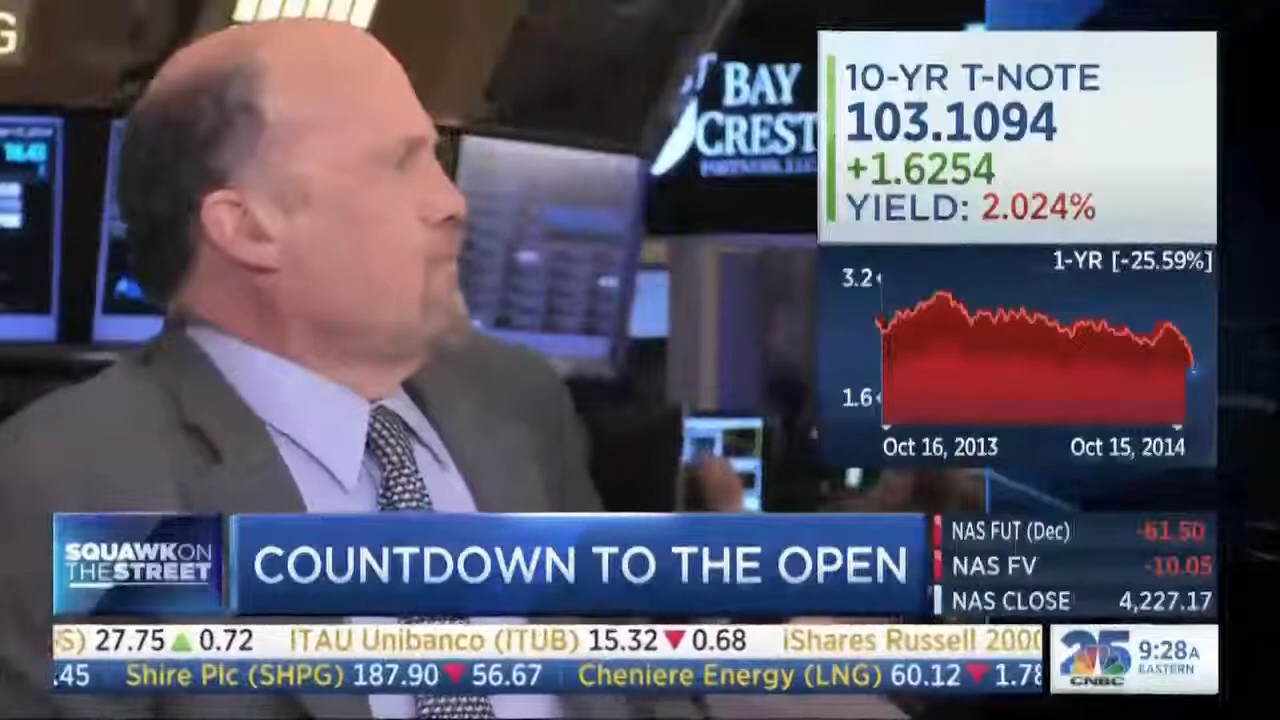 G
BAY
CREST
PARTNERS, LLC
10-YR T-NOTE
103.1094
+1.6254
YIELD: 2.024%
1-YR [-25.59%]
3.2
1.6
Oct 16, 2013
Oct 15, 2014
SQUAWK ON
THE STREET
COUNTDOWN TO THE OPEN
NAS FUT (Dec) -61.50
NAS FV -10.05
NAS CLOSE 4,227.17
S) 27.75 ▲ 0.72 ITAU Unibanco (ITUB) 15.32 ▼ 0.68 iShares Russell 2000
.45 Shire Plc (SHPG) 187.90 ▼ 56.67 Cheniere Energy (LNG) 60.12 ▼ 1.78
25
CNBC
9:28A
EASTERN